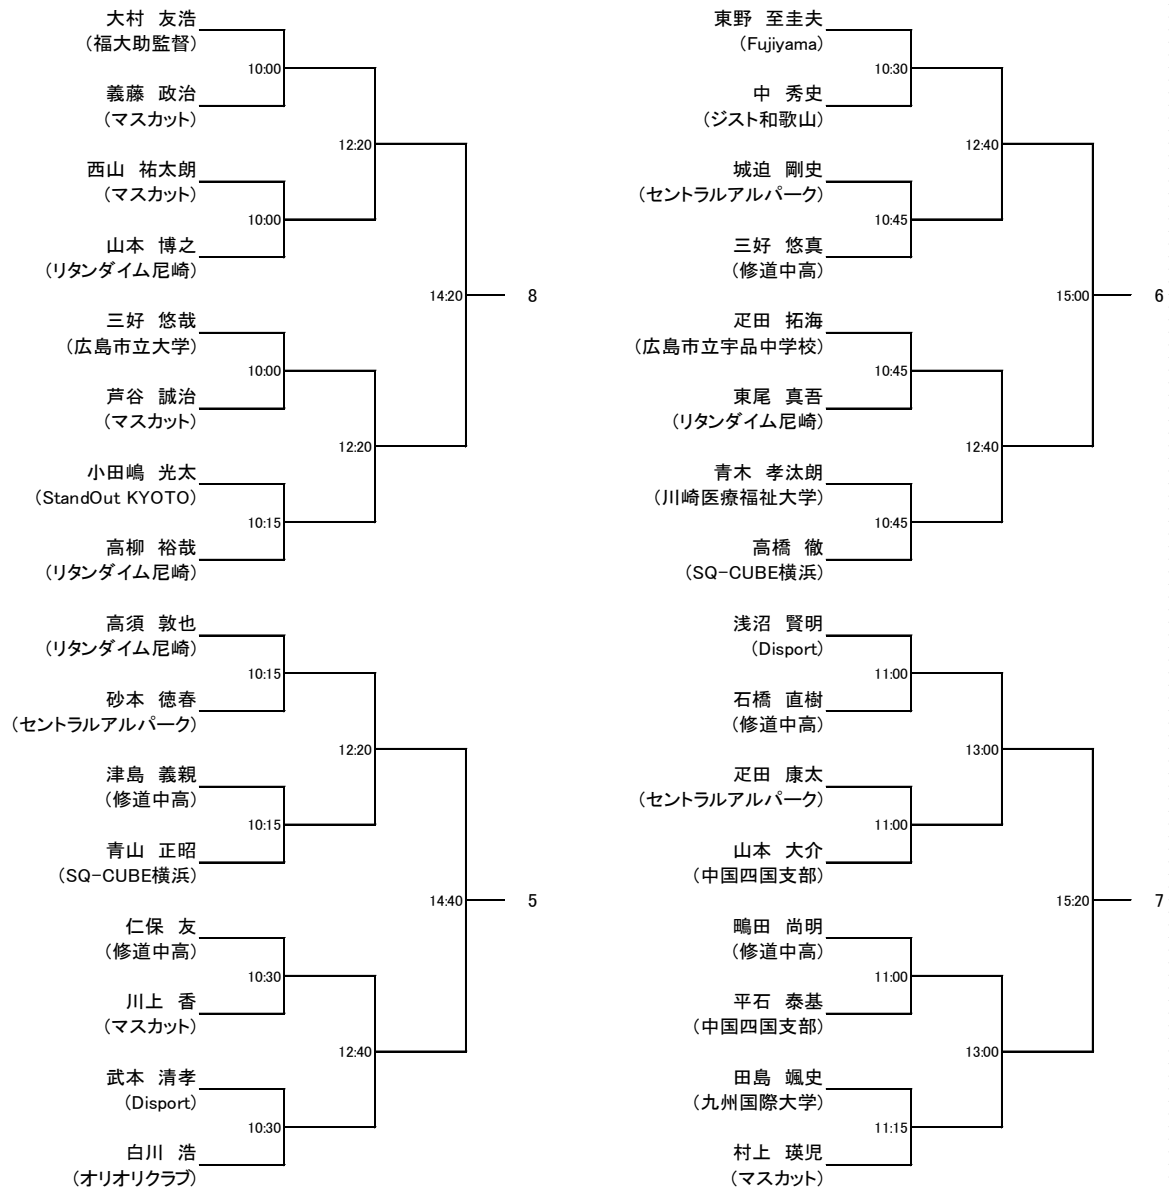 大村 友浩
(福大助監督)
10:00
義藤 政治
(マスカット)
12:20
西山 祐太朗
(マスカット)
10:00
山本 博之
(リタンダイム尼崎)
14:20
8
三好 悠哉
(広島市立大学)
10:00
芦谷 誠治
(マスカット)
12:20
小田嶋 光太
(StandOut KYOTO)
10:15
高柳 裕哉
(リタンダイム尼崎)
高須 敦也
(リタンダイム尼崎)
10:15
砂本 徳春
(セントラルアルパーク)
12:20
津島 義親
(修道中高)
10:15
青山 正昭
(SQ-CUBE横浜)
14:40
5
仁保 友
(修道中高)
10:30
川上 香
(マスカット)
12:40
武本 清孝
(Disport)
10:30
白川 浩
(オリオリクラブ)
東野 至圭夫
(Fujiyama)
10:30
中 秀史
(ジスト和歌山)
12:40
城迫 剛史
(セントラルアルパーク)
10:45
三好 悠真
(修道中高)
15:00
6
疋田 拓海
(広島市立宇品中学校)
10:45
東尾 真吾
(リタンダイム尼崎)
12:40
青木 孝汰朗
(川崎医療福祉大学)
10:45
高橋 徹
(SQ-CUBE横浜)
浅沼 賢明
(Disport)
11:00
石橋 直樹
(修道中高)
13:00
疋田 康太
(セントラルアルパーク)
11:00
山本 大介
(中国四国支部)
15:20
7
鴫田 尚明
(修道中高)
11:00
平石 泰基
(中国四国支部)
13:00
田島 颯史
(九州国際大学)
11:15
村上 瑛児
(マスカット)